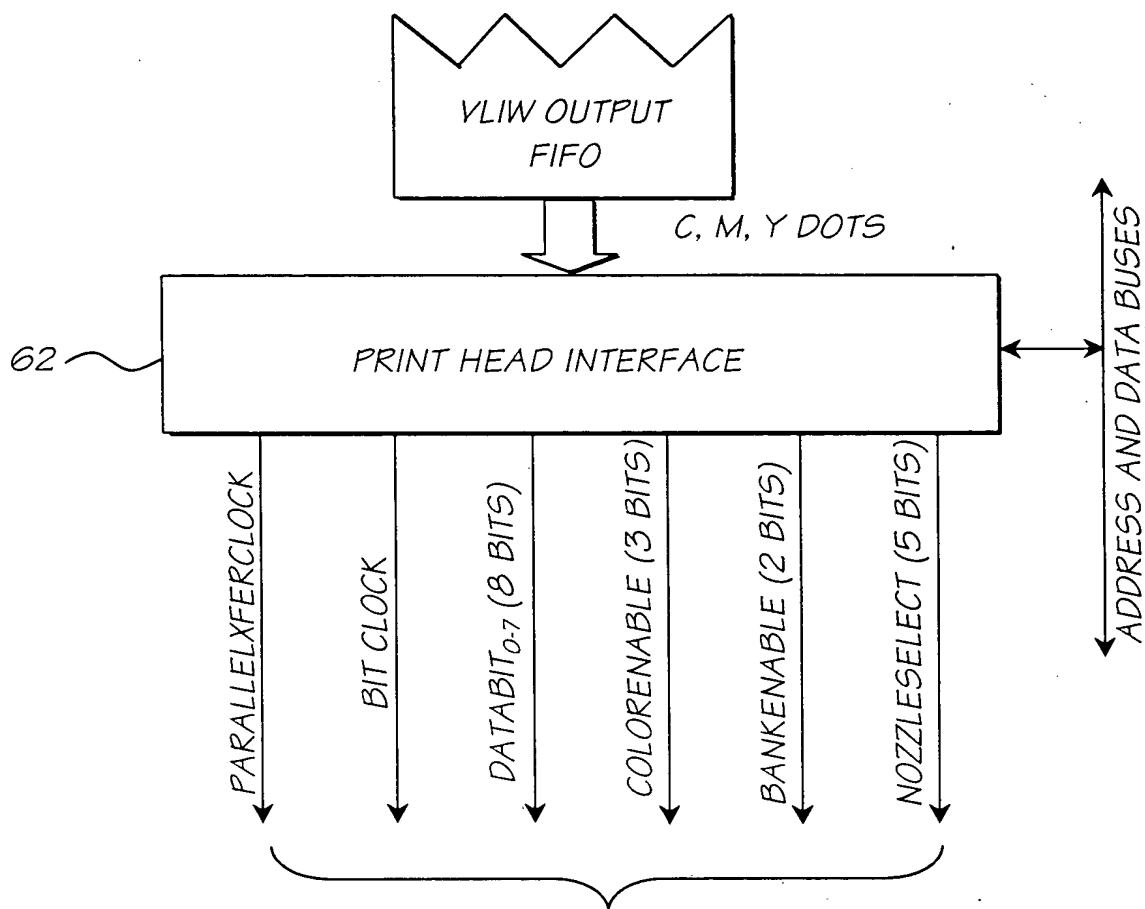 VLIW OUTPUT
FIFO
C, M, Y DOTS
62
PRINT HEAD INTERFACE
ADDRESS AND DATA BUSES
PARALLELXFERCLOCK
BIT CLOCK
DATABIT0-7 (8 BITS)
COLORENABLE (3 BITS)
BANKENABLE (2 BITS)
NOZZLESELECT (5 BITS)